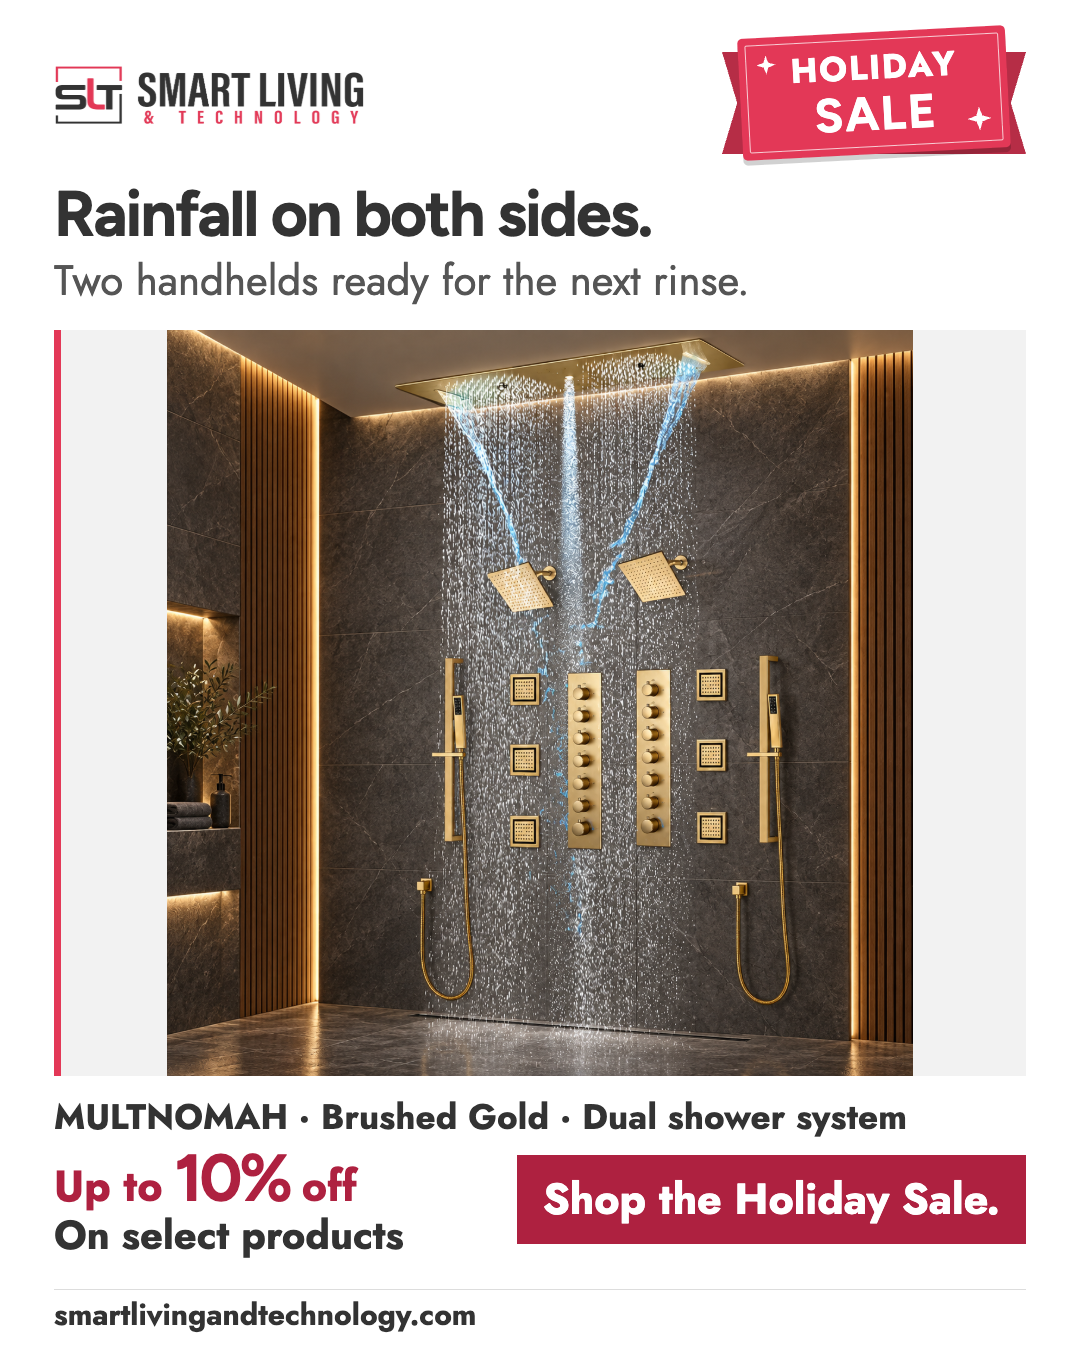 SLT
SMART LIVING
& TECHNOLOGY
HOLIDAY
SALE
Rainfall on both sides.
Two handhelds ready for the next rinse.
MULTNOMAH · Brushed Gold · Dual shower system
Up to 10% off
On select products
Shop the Holiday Sale.
smartlivingandtechnology.com